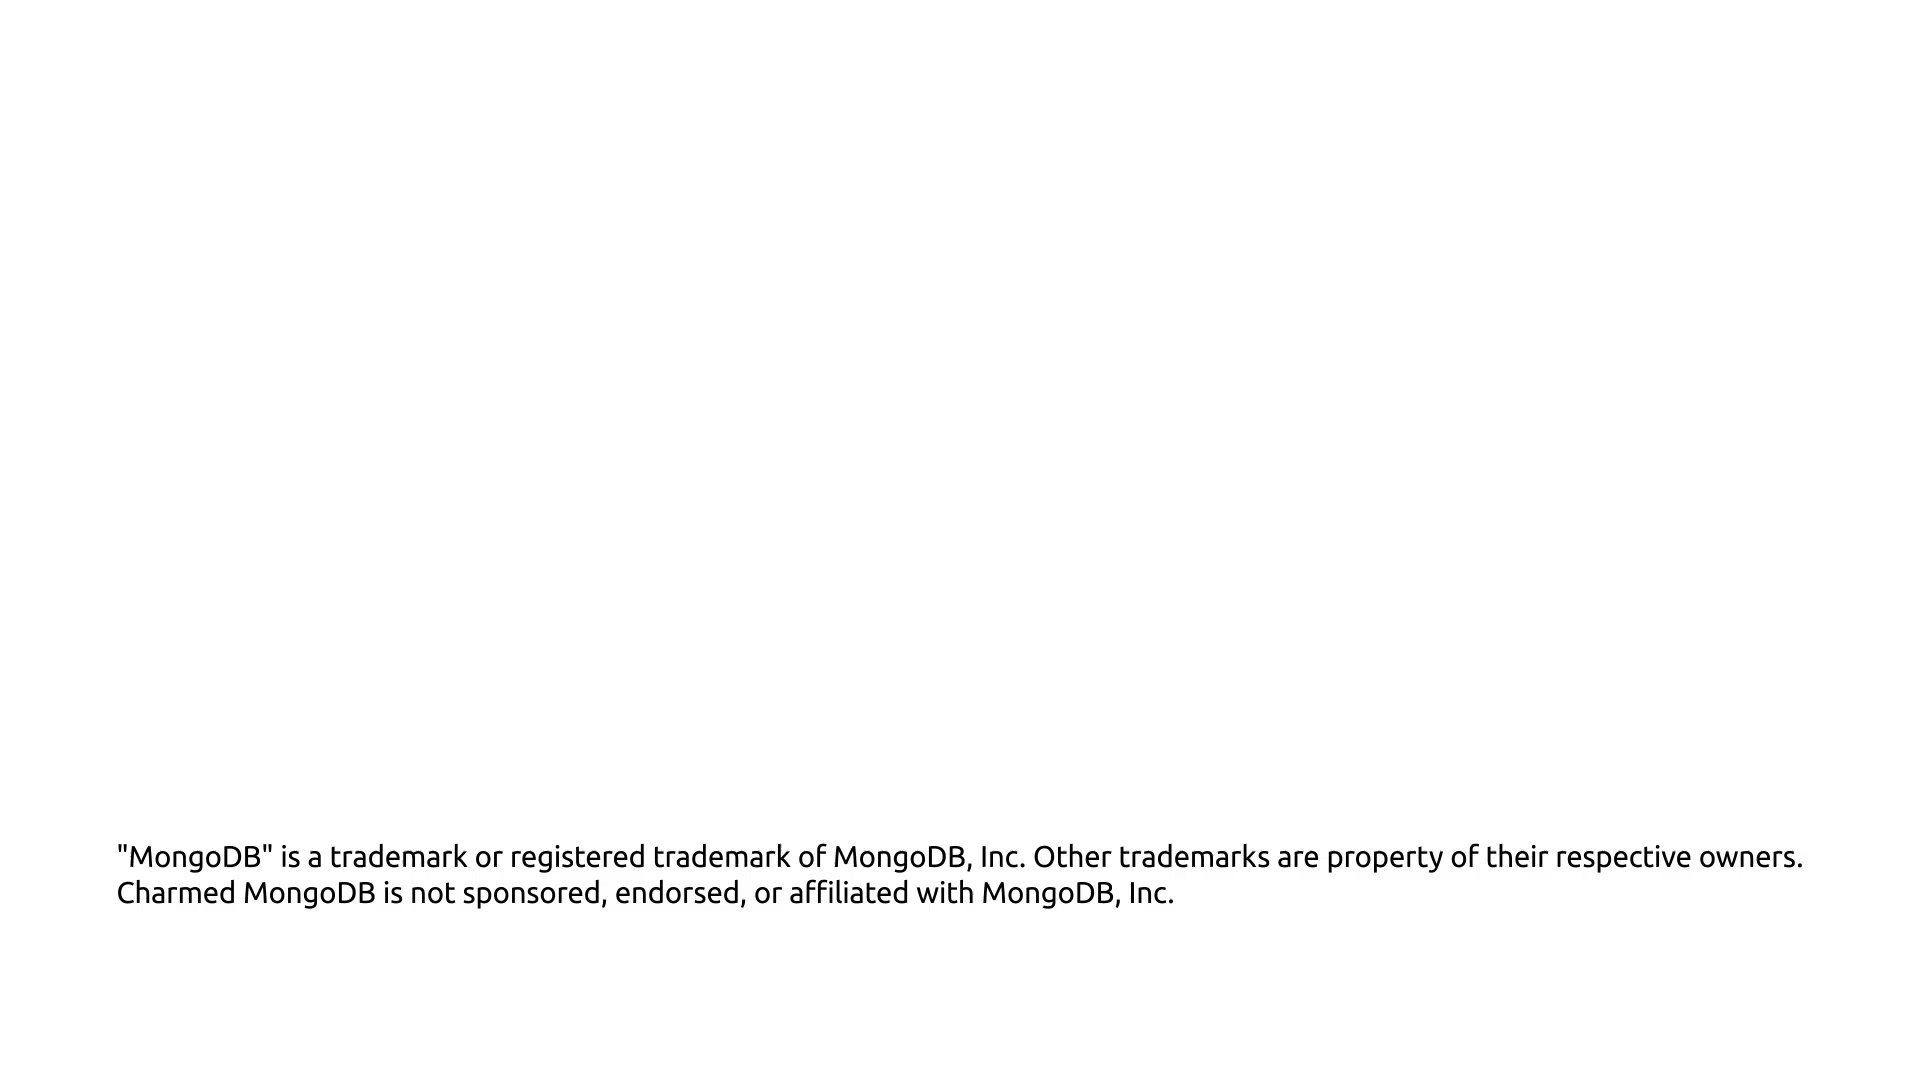 "MongoDB" is a trademark or registered trademark of MongoDB, Inc. Other trademarks are property of their respective owners.
Charmed MongoDB is not sponsored, endorsed, or affiliated with MongoDB, Inc.